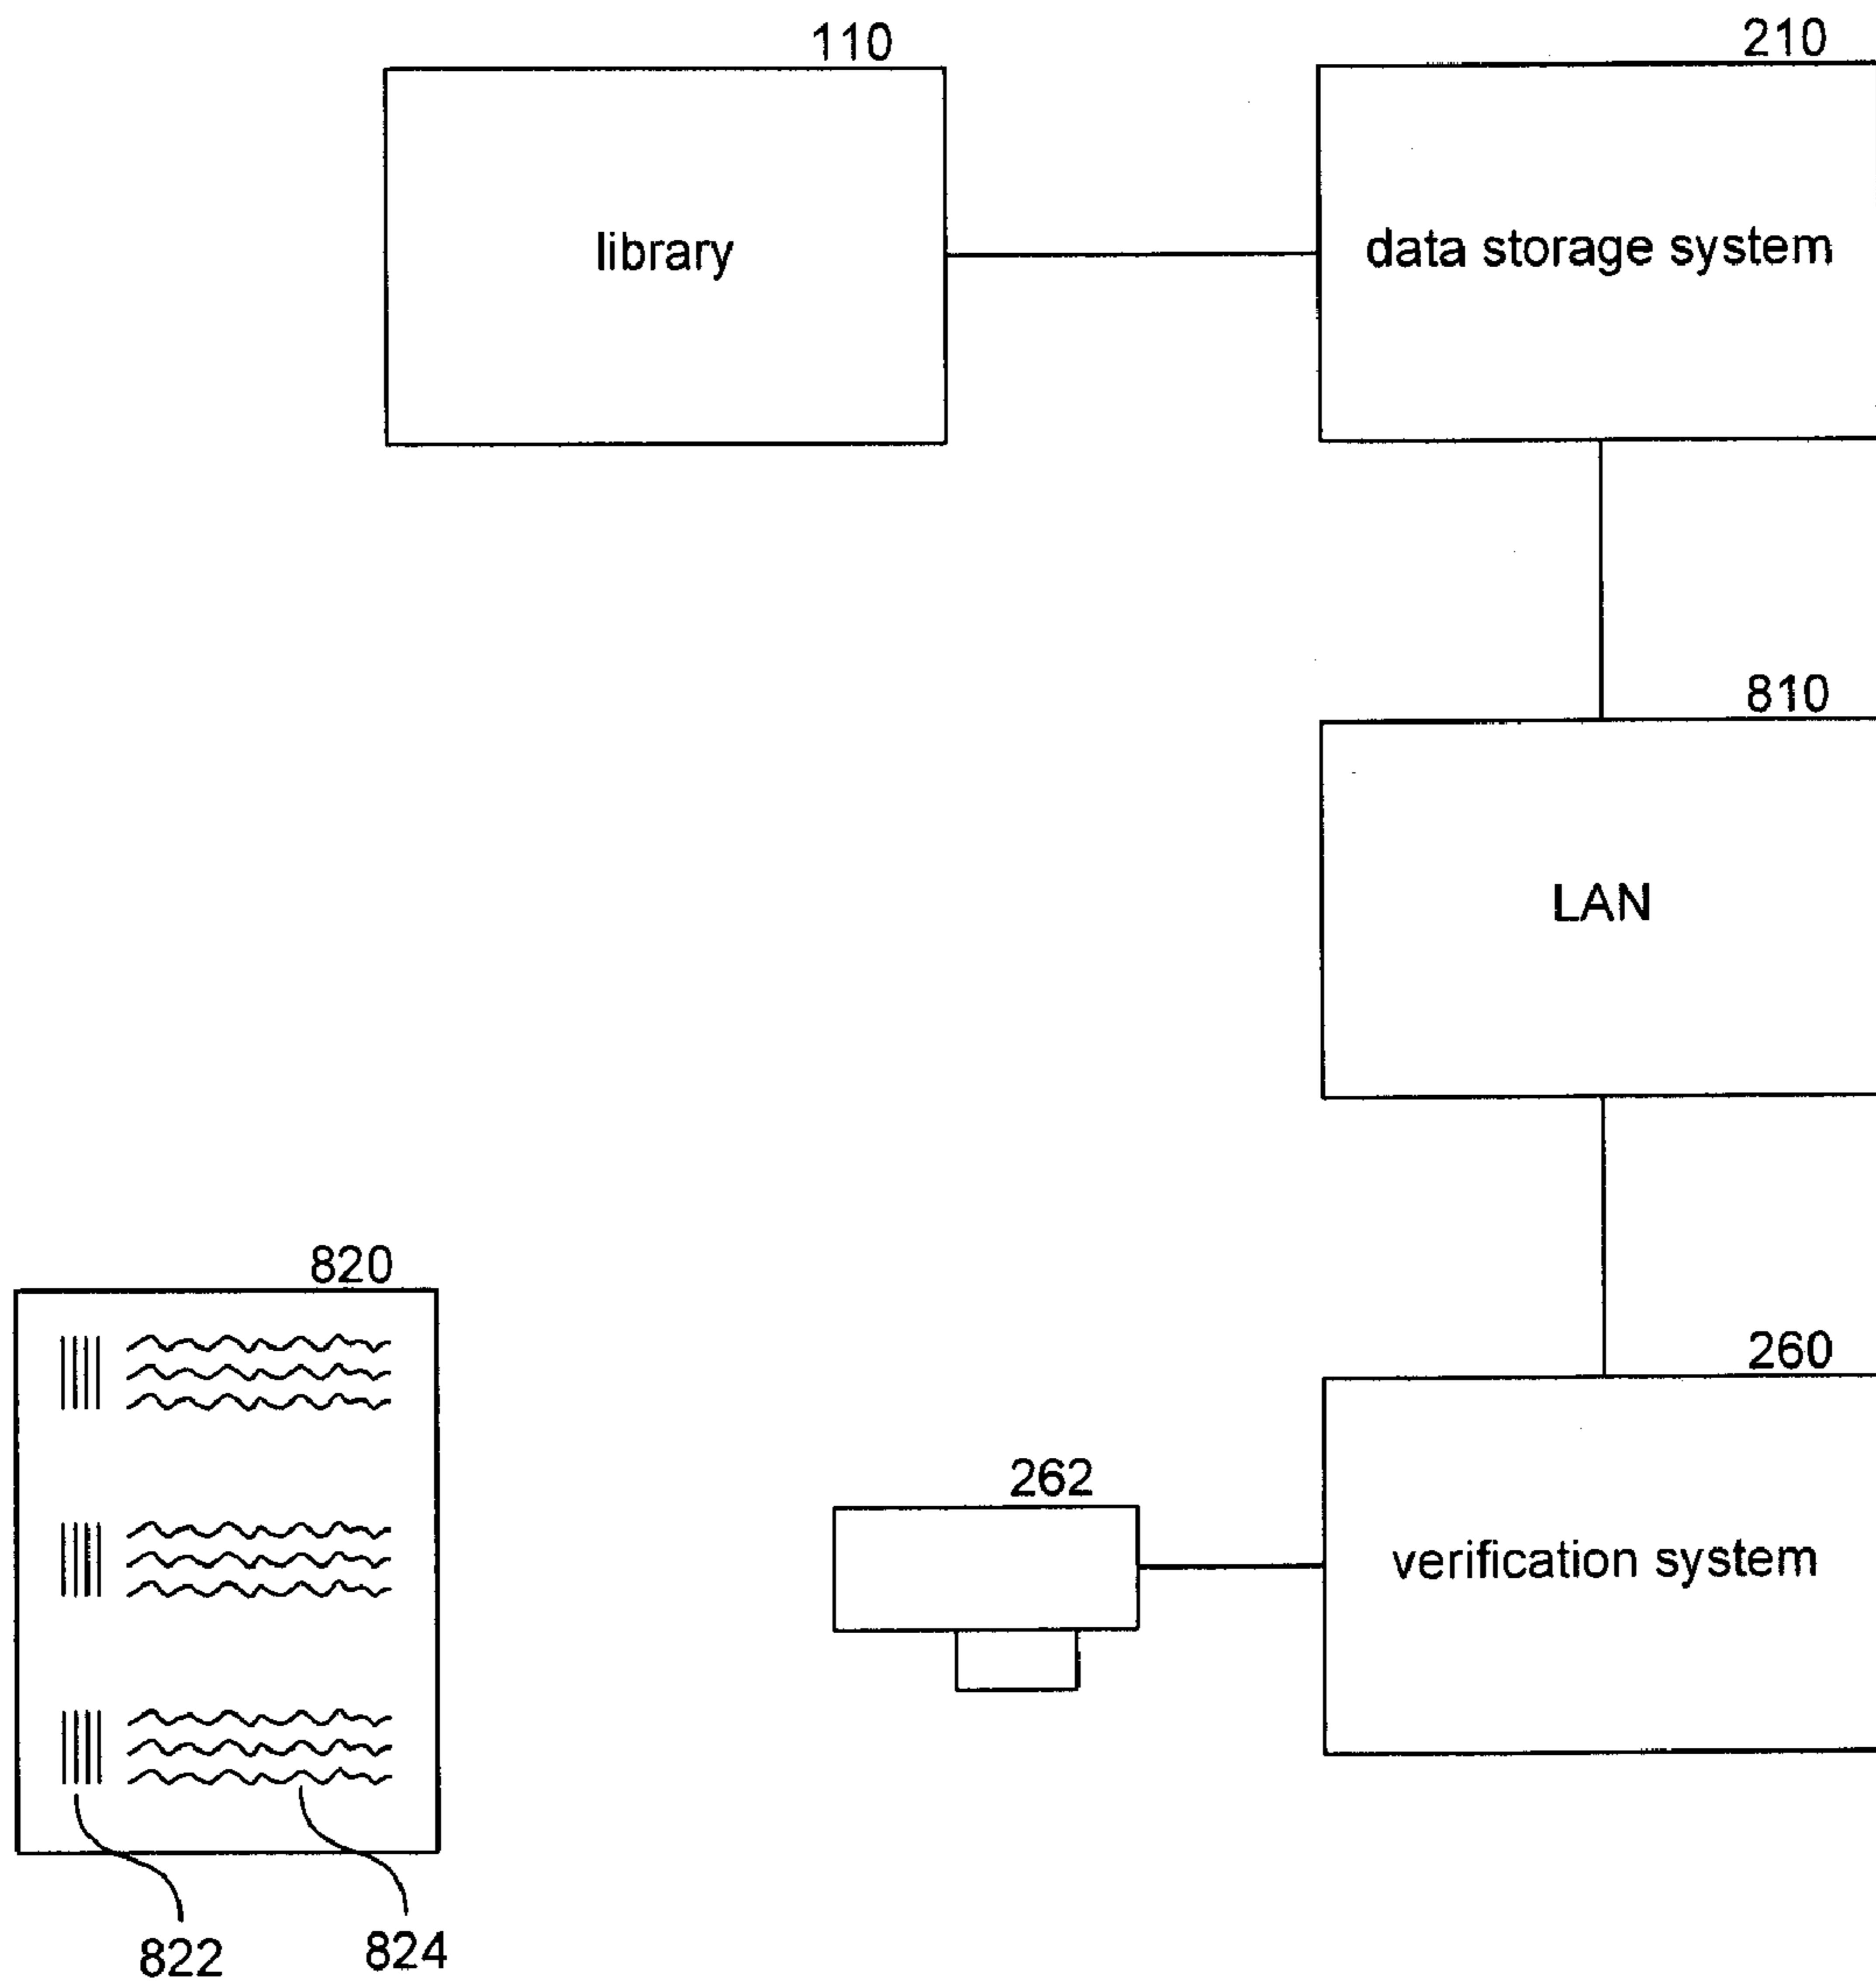 110
210
library
data storage system
810
LAN
820
260
262
verification system
822
824